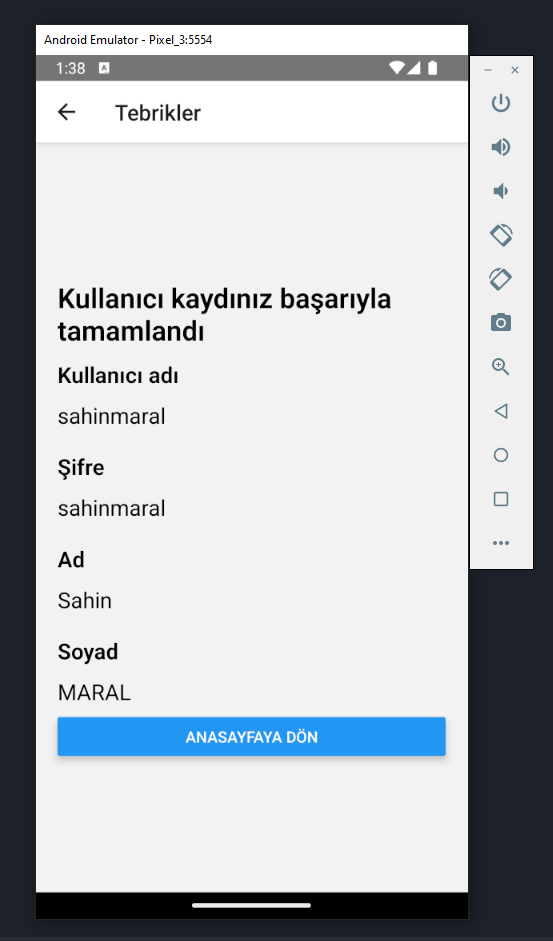 Android Emulator - Pixel_3:5554
1:38
A
Tebrikler
Kullanıcı kaydınız başarıyla
tamamlandı
Kullanıcı adı
sahinmaral
Şifre
sahinmaral
Ad
Sahin
Soyad
MARAL
ANASAYFAYA DÖN